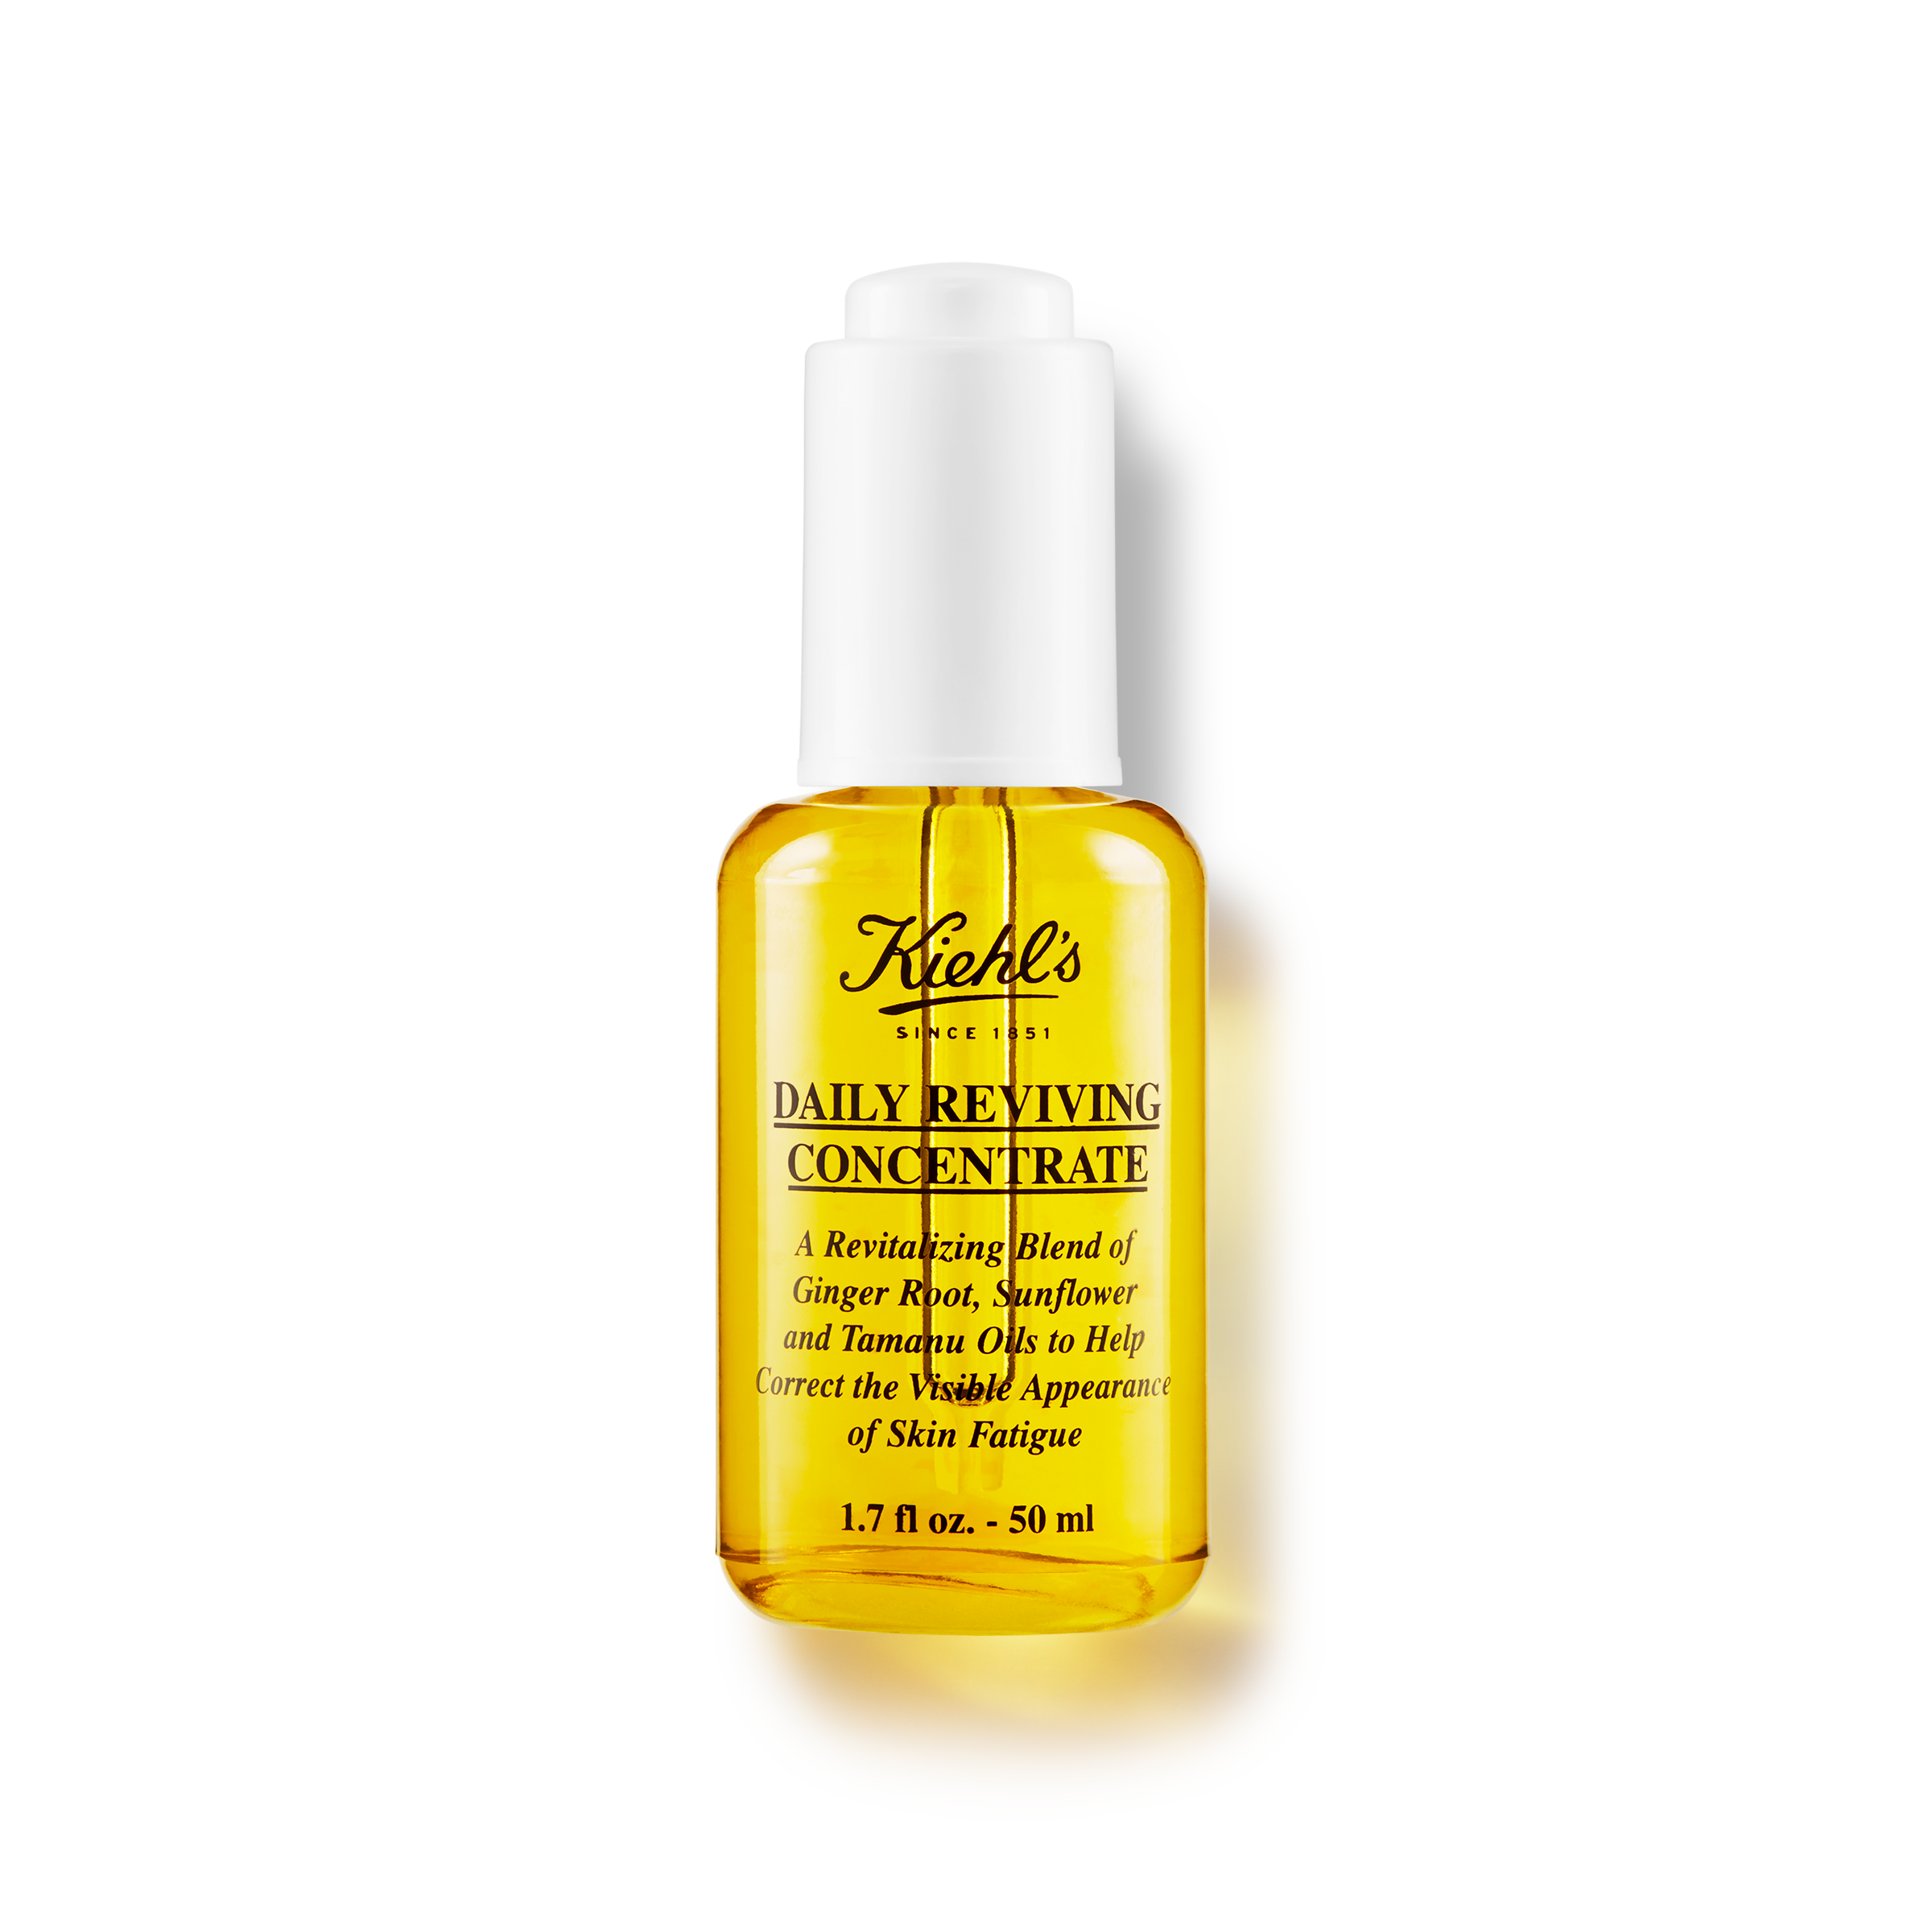 Kiehl's
SINCE 1851
DAILY REVIVING
CONCENTRATE
A Revitalizing Blend of
Ginger Root, Sunflower
and Tamanu Oils to Help
Correct the Visible Appearance
of Skin Fatigue
1.7 fl oz. - 50 ml